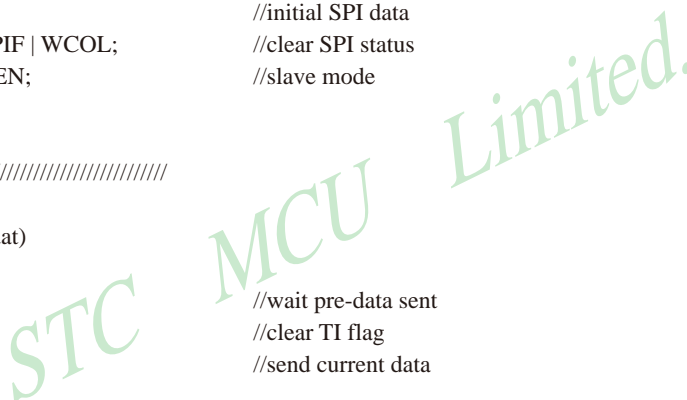 //initial SPI data
PIF | WCOL; //clear SPI status
EN; //slave mode
////////////////////////////
at)
//wait pre-data sent
//clear TI flag
//send current data
STC MCU Limited.